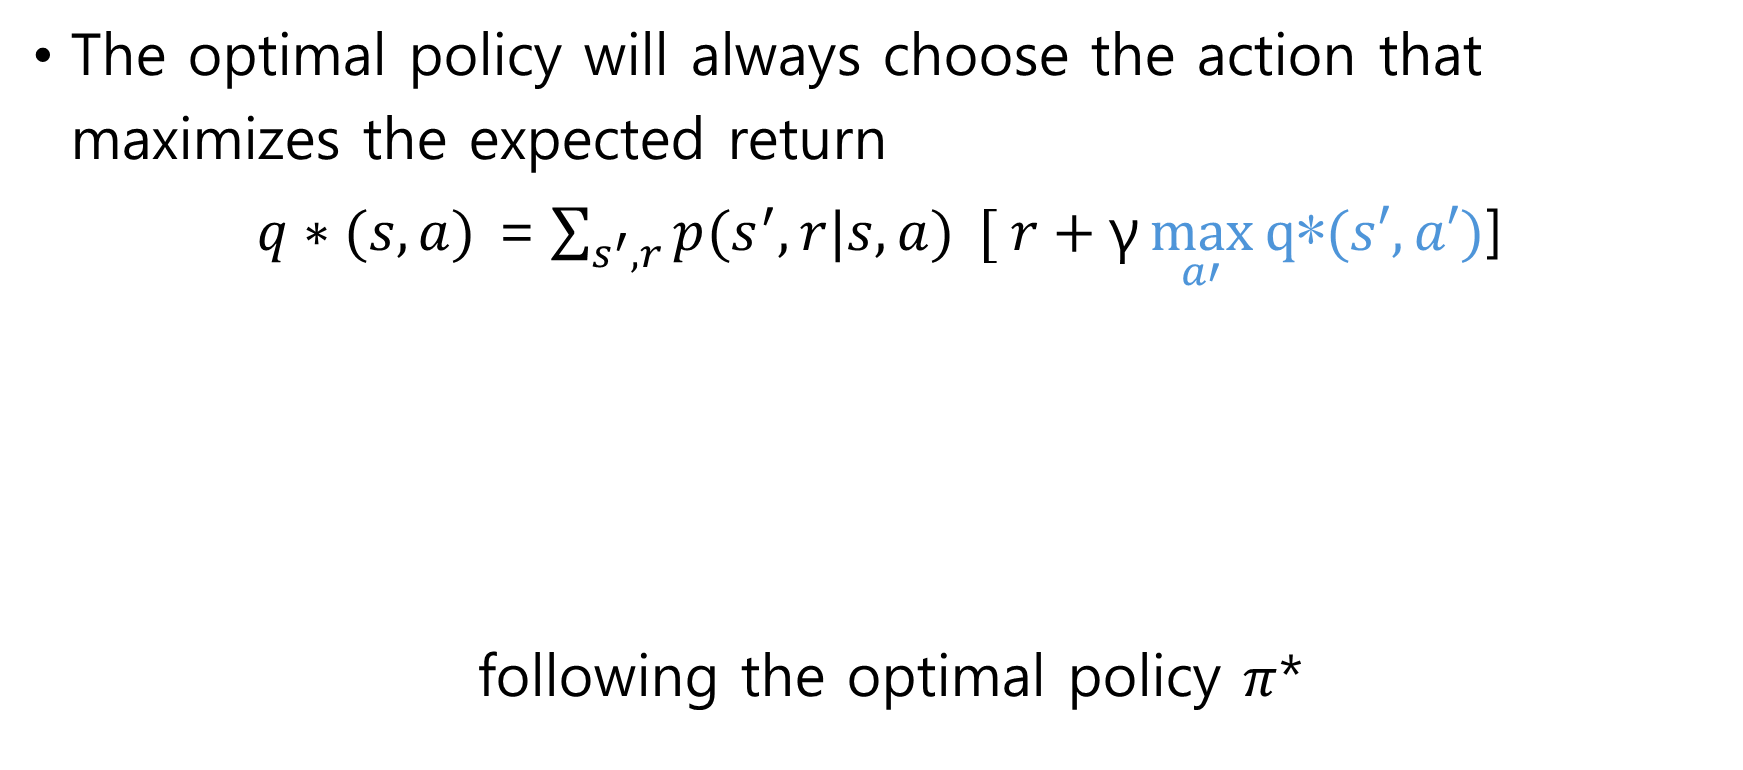 • The optimal policy will always choose the action that
maximizes the expected return
q * (s, a) = ∑s′,r p(s′, r|s, a) [ r + γ max q*(s′, a′)]
a′
following the optimal policy π*